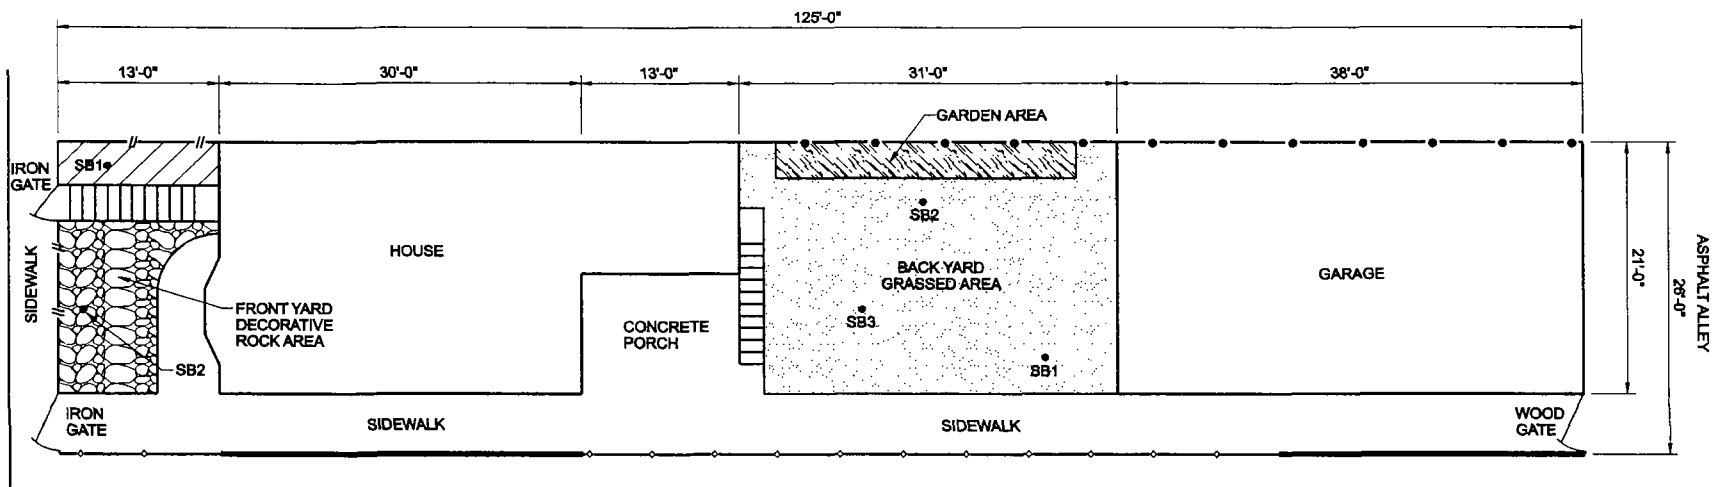 125'-0"
13'-0"
30'-0"
13'-0"
31'-0"
38'-0"
GARDEN AREA
SB1
IRON
GATE
SB2
HOUSE
SIDEWALK
BACK YARD
GRASSED AREA
GARAGE
21'-0"
26'-0"
ASPHALT ALLEY
FRONT YARD
DECORATIVE
ROCK AREA
CONCRETE
PORCH
SB3
SB2
SB1
IRON
GATE
SIDEWALK
SIDEWALK
WOOD
GATE